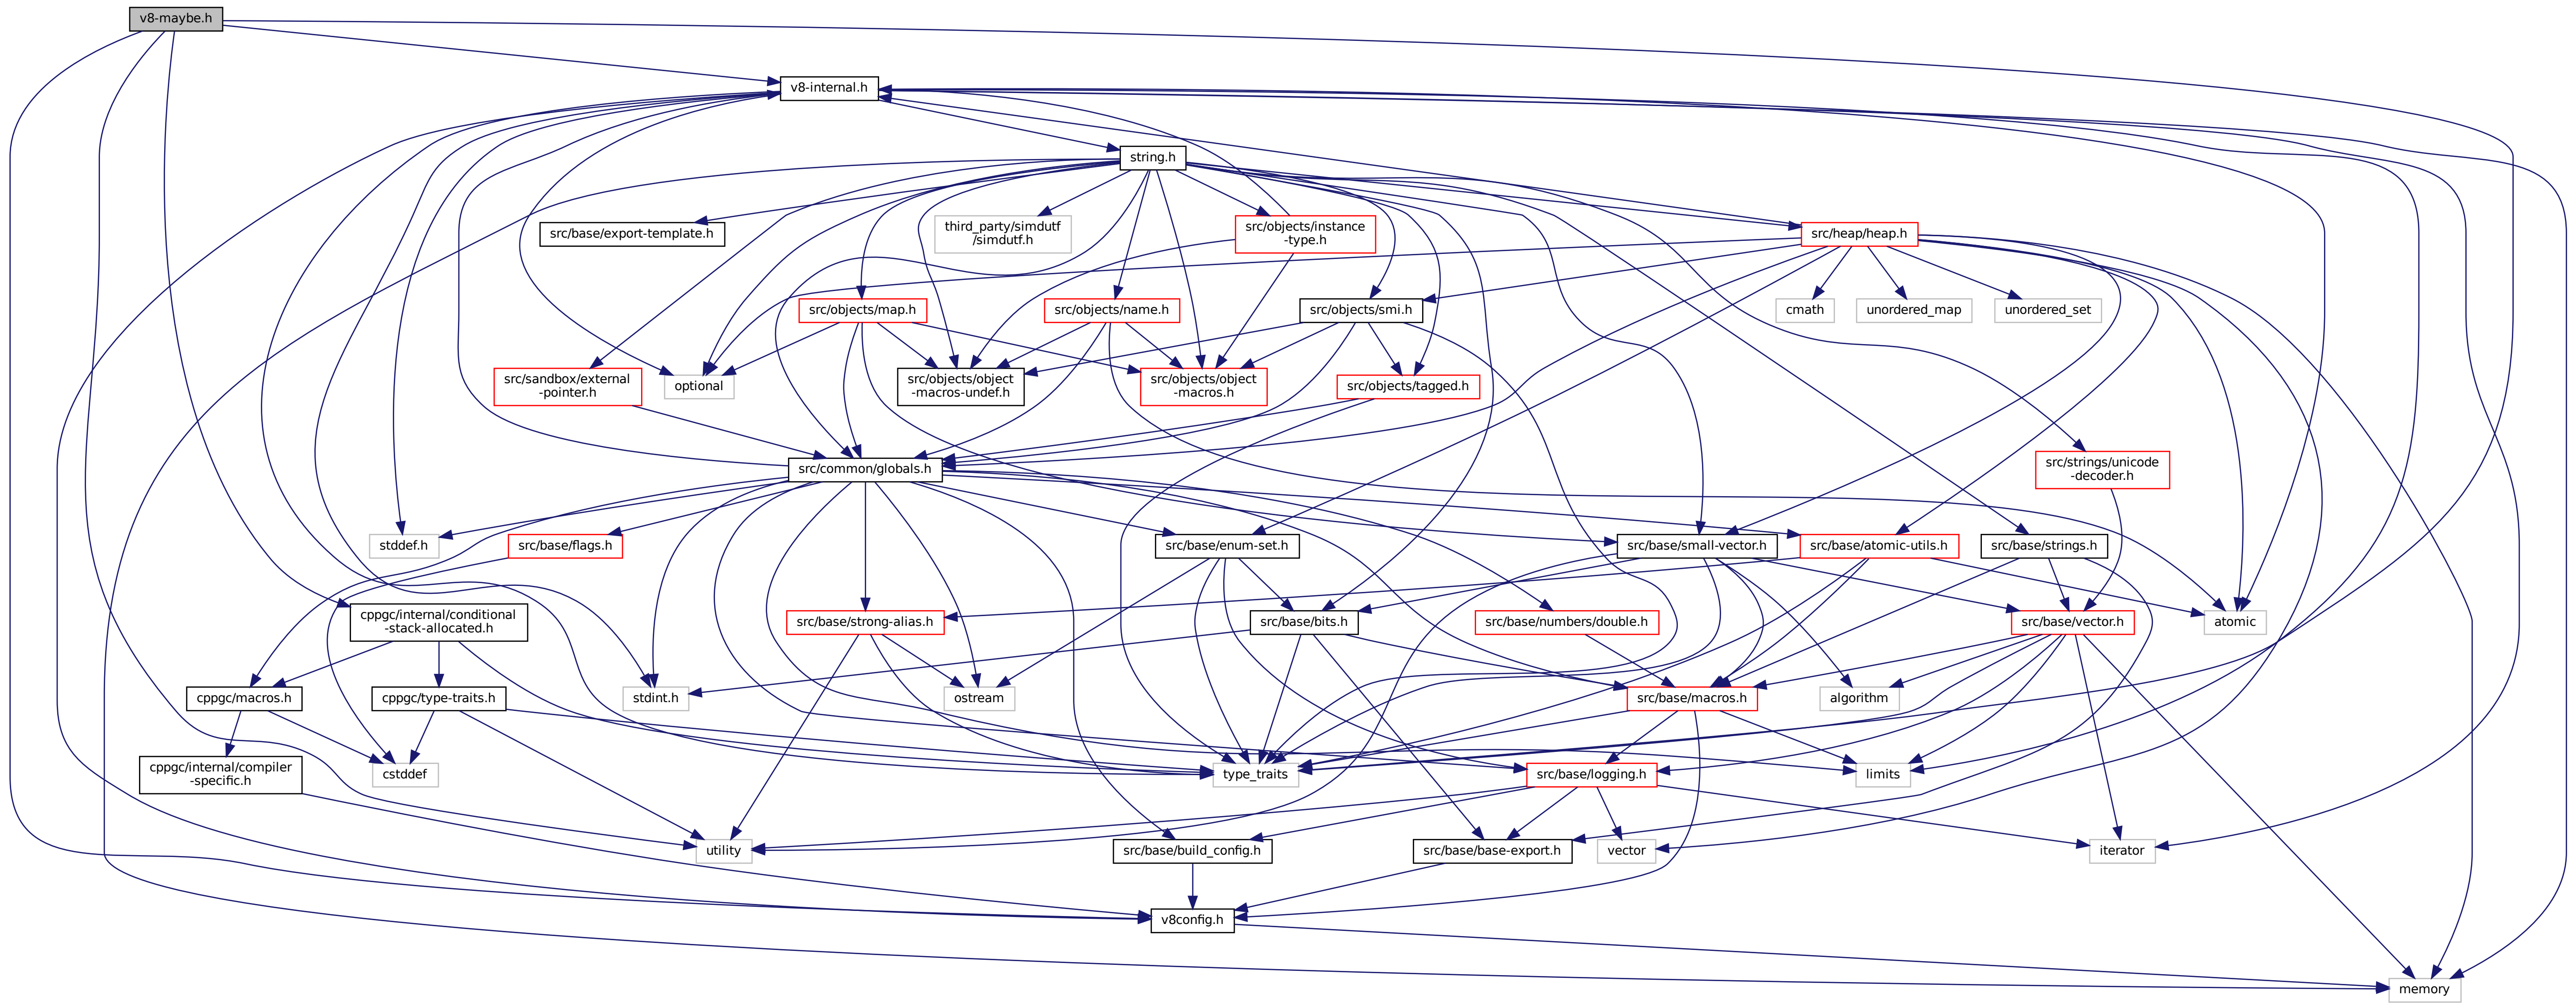 v8-maybe.h
v8-internal.h
string.h
src/base/export-template.h
third_party/simdutf
/simdutf.h
src/objects/instance
-type.h
src/heap/heap.h
src/objects/map.h
src/objects/name.h
src/objects/smi.h
cmath
unordered_map
unordered_set
src/sandbox/external
-pointer.h
optional
src/objects/object
-macros-undef.h
src/objects/object
-macros.h
src/objects/tagged.h
src/common/globals.h
src/strings/unicode
-decoder.h
stddef.h
src/base/flags.h
src/base/enum-set.h
src/base/small-vector.h
src/base/atomic-utils.h
src/base/strings.h
cppgc/internal/conditional
-stack-allocated.h
src/base/strong-alias.h
src/base/bits.h
src/base/numbers/double.h
src/base/vector.h
atomic
cppgc/macros.h
cppgc/type-traits.h
stdint.h
ostream
src/base/macros.h
algorithm
cppgc/internal/compiler
-specific.h
cstddef
type_traits
src/base/logging.h
limits
utility
src/base/build_config.h
src/base/base-export.h
vector
iterator
v8config.h
memory